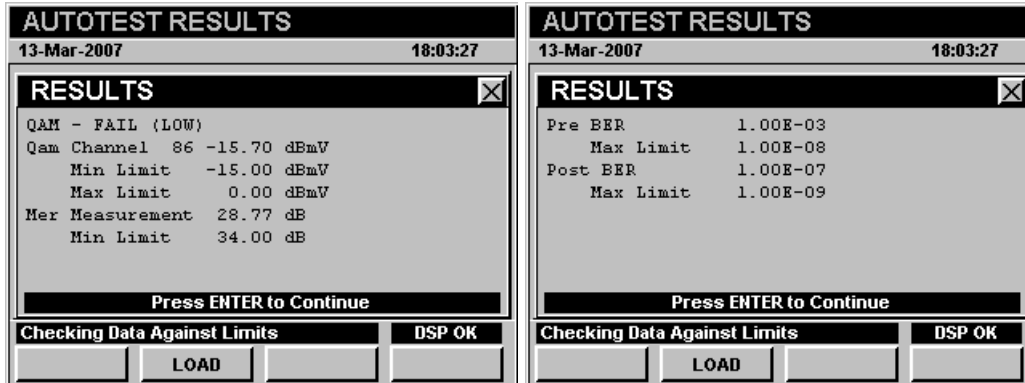 AUTOTEST RESULTS
13-Mar-2007 18:03:27
RESULTS
QAM - FAIL (LOW)
Qam Channel 86 -15.70 dBmV
Min Limit -15.00 dBmV
Max Limit 0.00 dBmV
Mer Measurement 28.77 dB
Min Limit 34.00 dB
Press ENTER to Continue
Checking Data Against Limits DSP OK
LOAD
AUTOTEST RESULTS
13-Mar-2007 18:03:27
RESULTS
Pre BER 1.00E-03
Max Limit 1.00E-08
Post BER 1.00E-07
Max Limit 1.00E-09
Press ENTER to Continue
Checking Data Against Limits DSP OK
LOAD